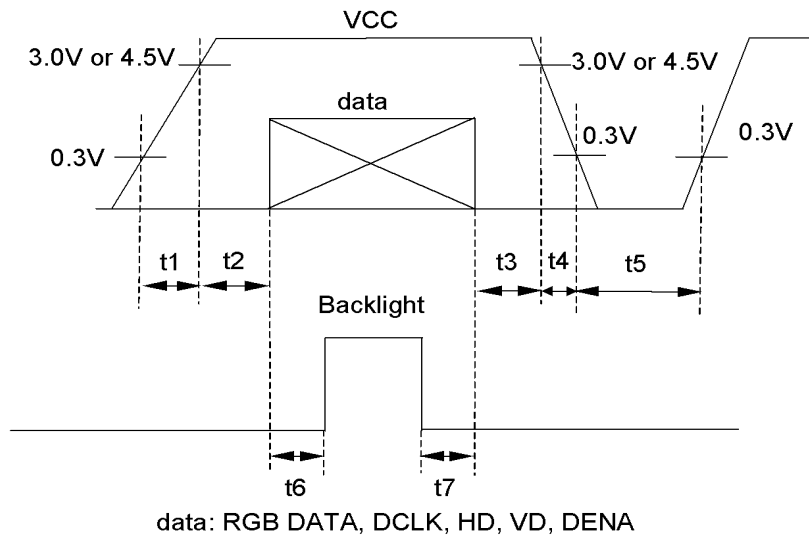 VCC
3.0V or 4.5V
3.0V or 4.5V
data
0.3V
0.3V
0.3V
t1
t2
t3
t4
t5
Backlight
t6
t7
data: RGB DATA, DCLK, HD, VD, DENA